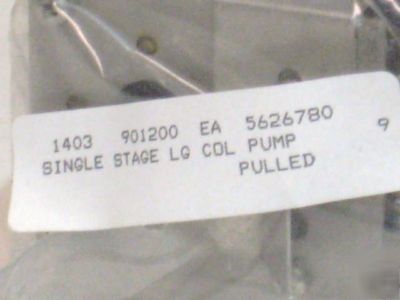 1403 901200 EA 5626780 9
SINGLE STAGE LG COL PUMP
PULLED